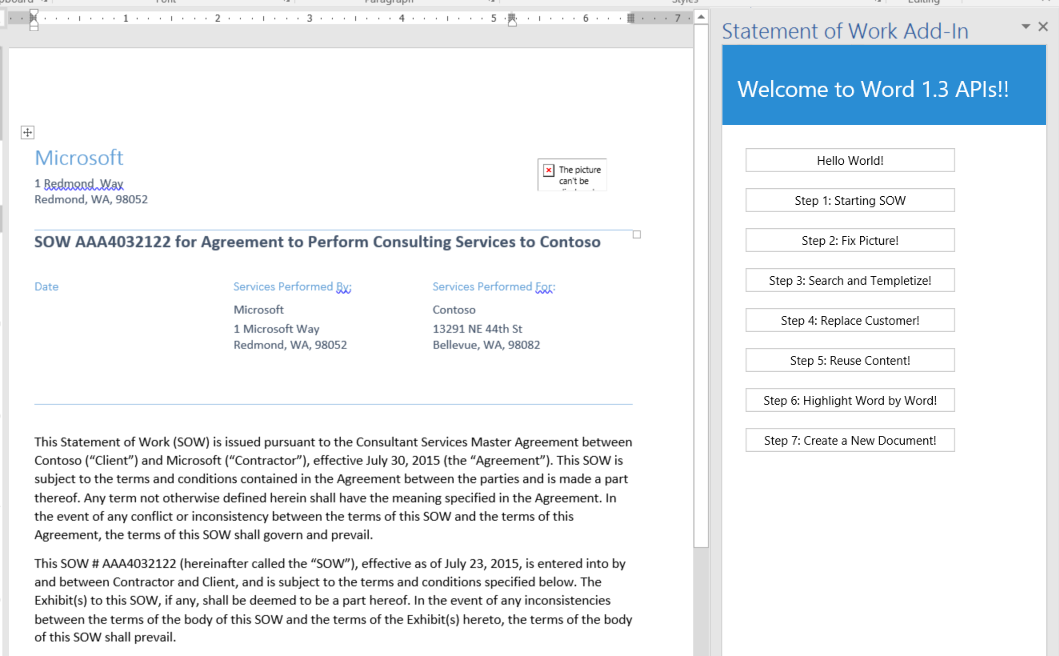 Font
Paragraph
Styles
Editing
1 2 3 4 5 6 7
Statement of Work Add-In
Welcome to Word 1.3 APIs!!
Hello World!
Step 1: Starting SOW
Step 2: Fix Picture!
Step 3: Search and Templetize!
Step 4: Replace Customer!
Step 5: Reuse Content!
Step 6: Highlight Word by Word!
Step 7: Create a New Document!
Microsoft
1 Redmond Way
Redmond, WA, 98052
The picture
can't be
SOW AAA4032122 for Agreement to Perform Consulting Services to Contoso
Date
Services Performed By:
Microsoft
1 Microsoft Way
Redmond, WA, 98052
Services Performed For:
Contoso
13291 NE 44th St
Bellevue, WA, 98082
This Statement of Work (SOW) is issued pursuant to the Consultant Services Master Agreement between
Contoso (“Client”) and Microsoft (“Contractor”), effective July 30, 2015 (the “Agreement”). This SOW is
subject to the terms and conditions contained in the Agreement between the parties and is made a part
thereof. Any term not otherwise defined herein shall have the meaning specified in the Agreement. In
the event of any conflict or inconsistency between the terms of this SOW and the terms of this
Agreement, the terms of this SOW shall govern and prevail.
This SOW # AAA4032122 (hereinafter called the “SOW”), effective as of July 23, 2015, is entered into by
and between Contractor and Client, and is subject to the terms and conditions specified below. The
Exhibit(s) to this SOW, if any, shall be deemed to be a part hereof. In the event of any inconsistencies
between the terms of the body of this SOW and the terms of the Exhibit(s) hereto, the terms of the body
of this SOW shall prevail.